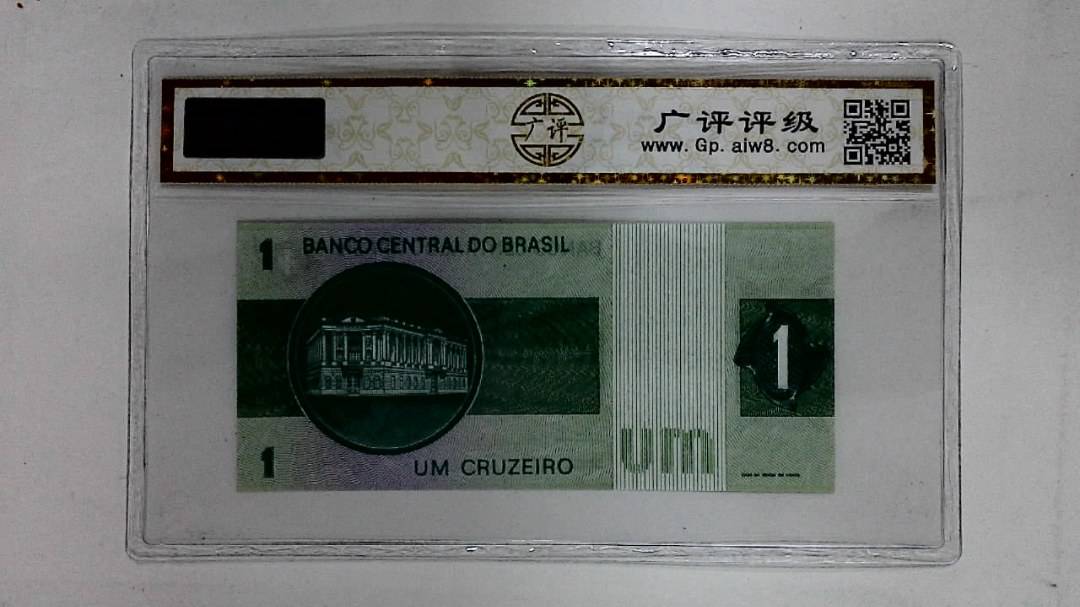 广评
广评评级
www.Gp.aiw8.com
1
BANCO CENTRAL DO BRASIL
1
1
UM CRUZEIRO
um